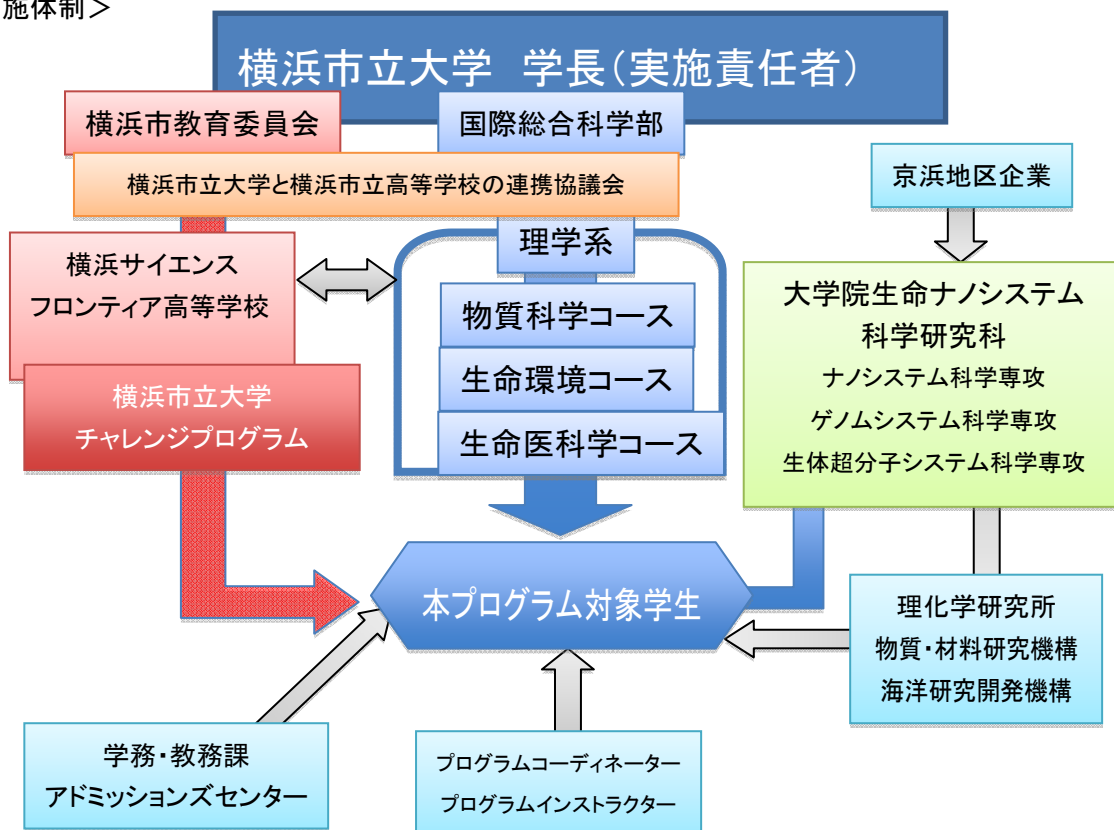 施体制＞
横浜市立大学　学長（実施責任者）
横浜市教育委員会
国際総合科学部
横浜市立大学と横浜市立高等学校の連携協議会
京浜地区企業
横浜サイエンス
フロンティア高等学校
理学系
物質科学コース
生命環境コース
生命医科学コース
大学院生命ナノシステム
科学研究科
ナノシステム科学専攻
ゲノムシステム科学専攻
生体超分子システム科学専攻
横浜市立大学
チャレンジプログラム
本プログラム対象学生
理化学研究所
物質・材料研究機構
海洋研究開発機構
学務・教務課
アドミッションズセンター
プログラムコーディネーター
プログラムインストラクター